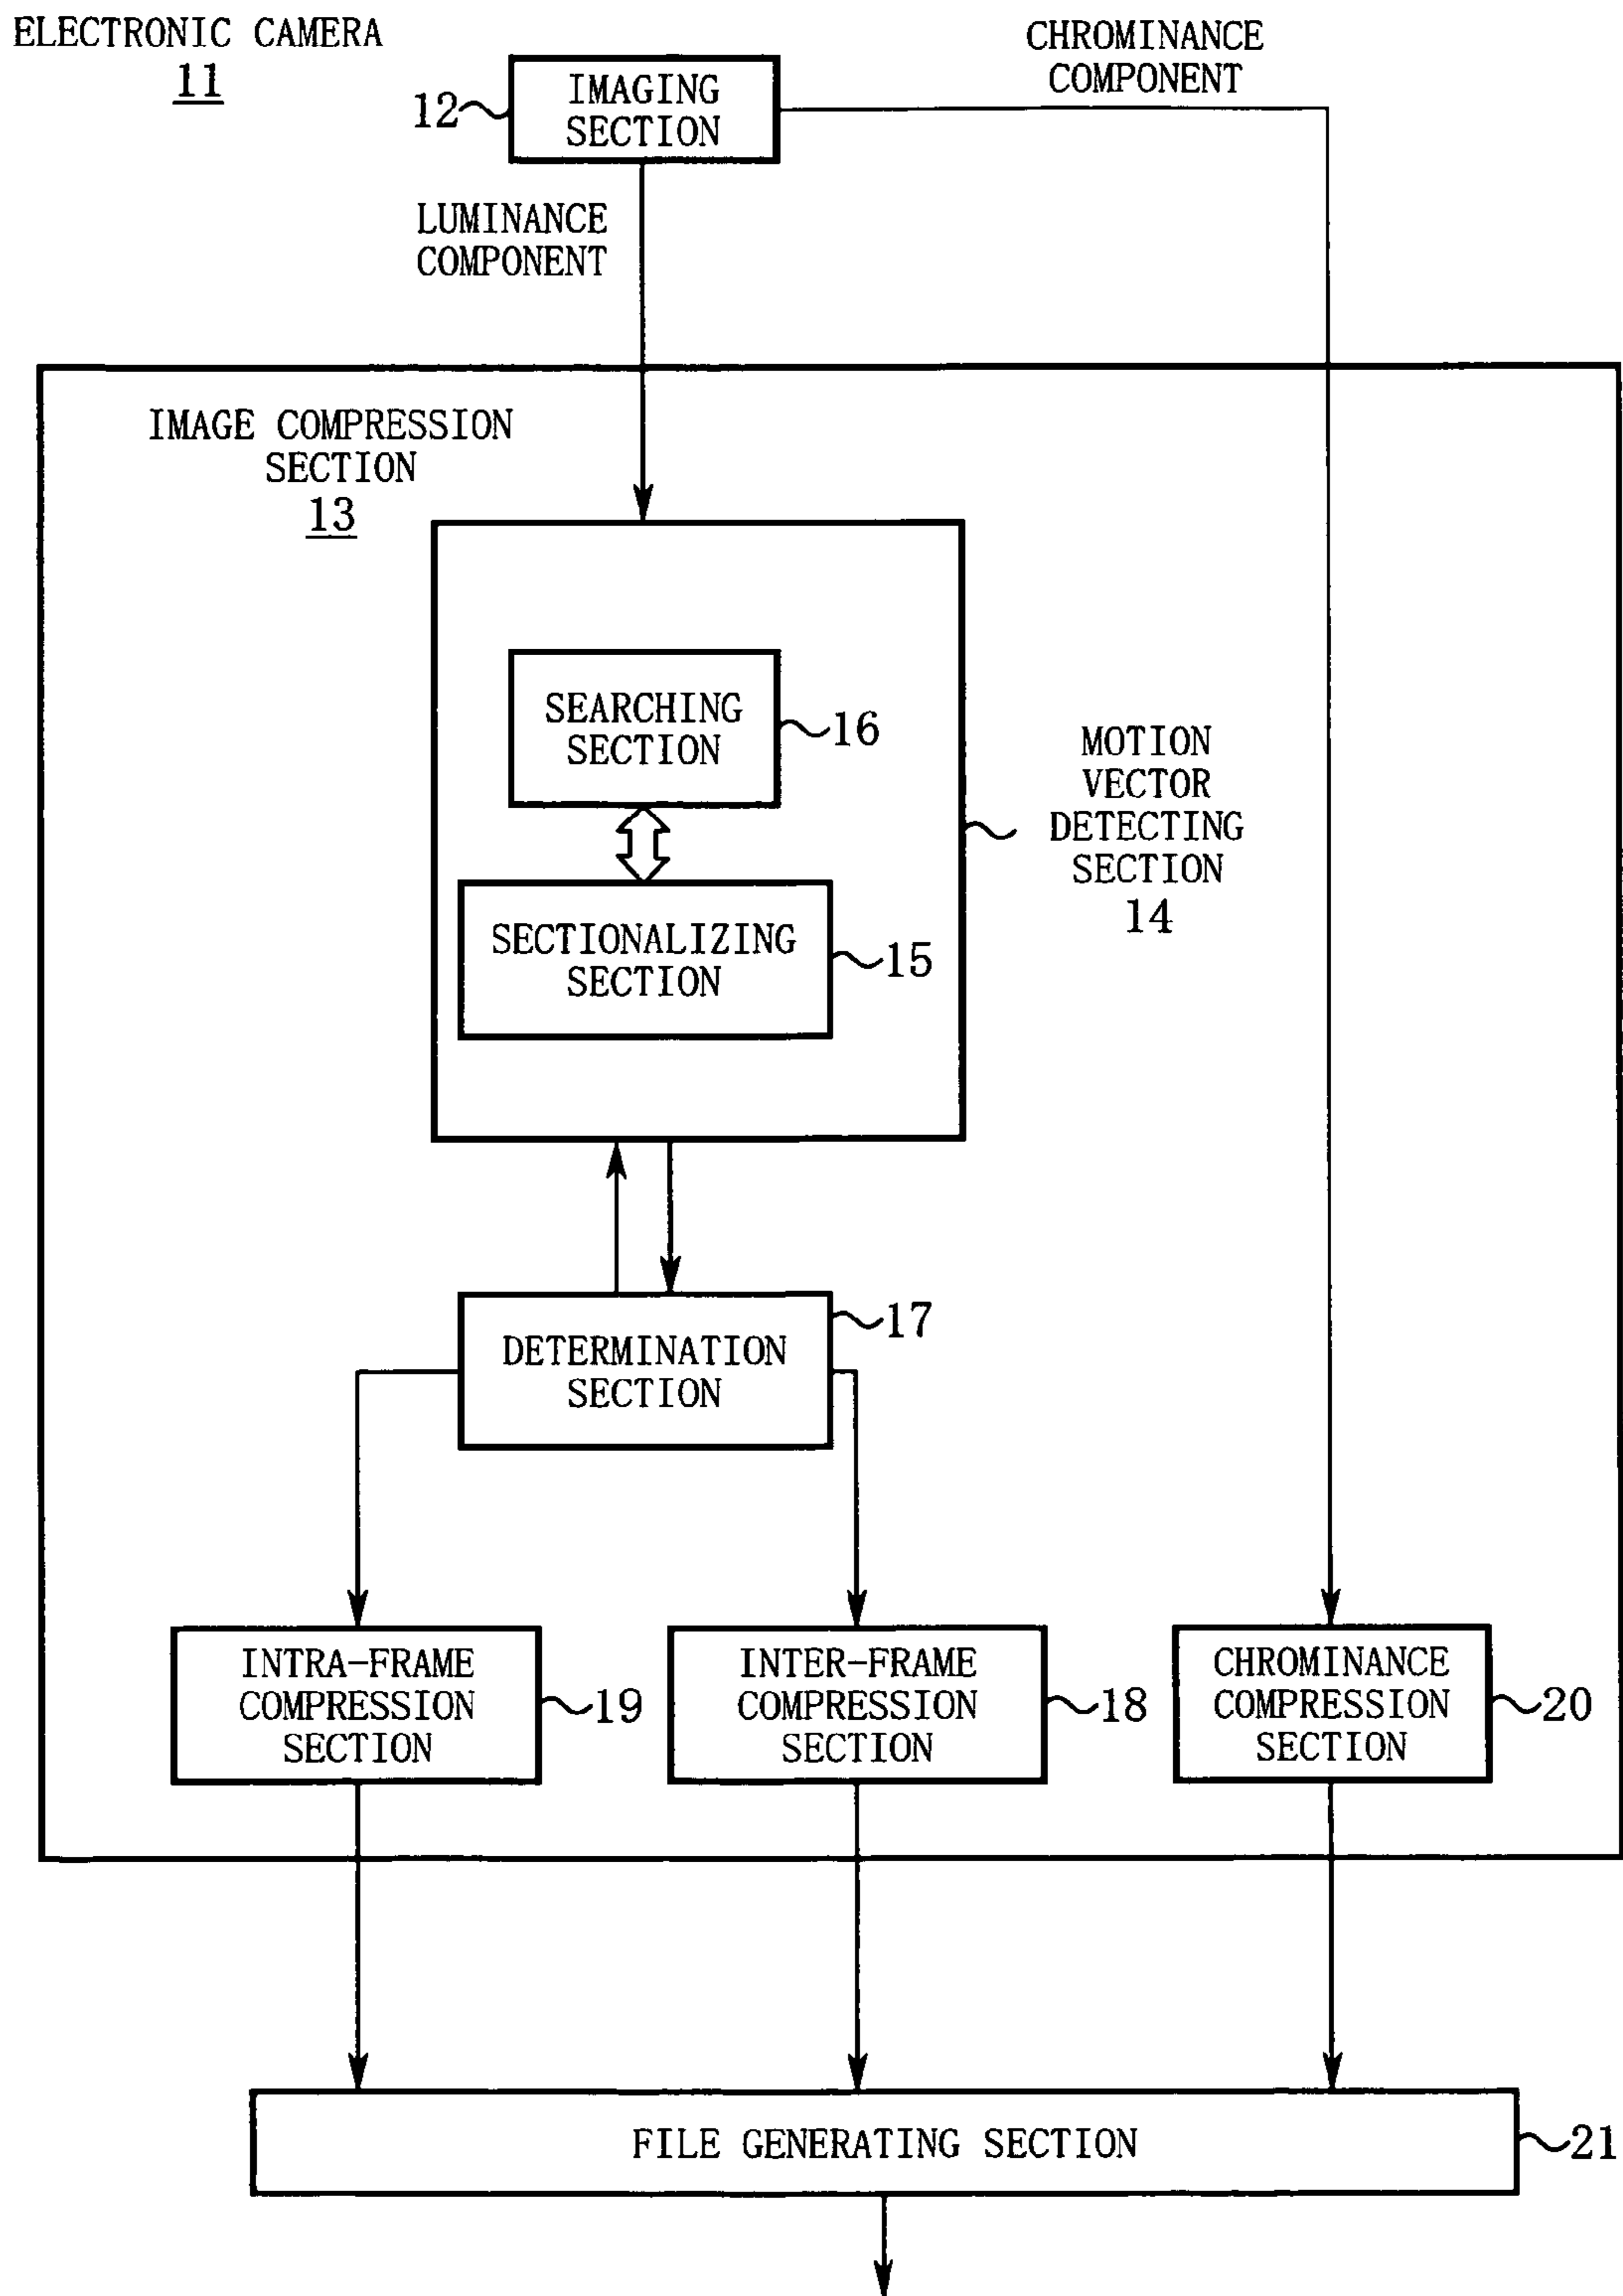 ELECTRONIC CAMERA
11
12
IMAGING
SECTION
CHROMINANCE
COMPONENT
LUMINANCE
COMPONENT
IMAGE COMPRESSION
SECTION
13
SEARCHING
SECTION
16
SECTIONALIZING
SECTION
15
MOTION
VECTOR
DETECTING
SECTION
14
DETERMINATION
SECTION
17
INTRA-FRAME
COMPRESSION
SECTION
19
INTER-FRAME
COMPRESSION
SECTION
18
CHROMINANCE
COMPRESSION
SECTION
20
FILE GENERATING SECTION
21